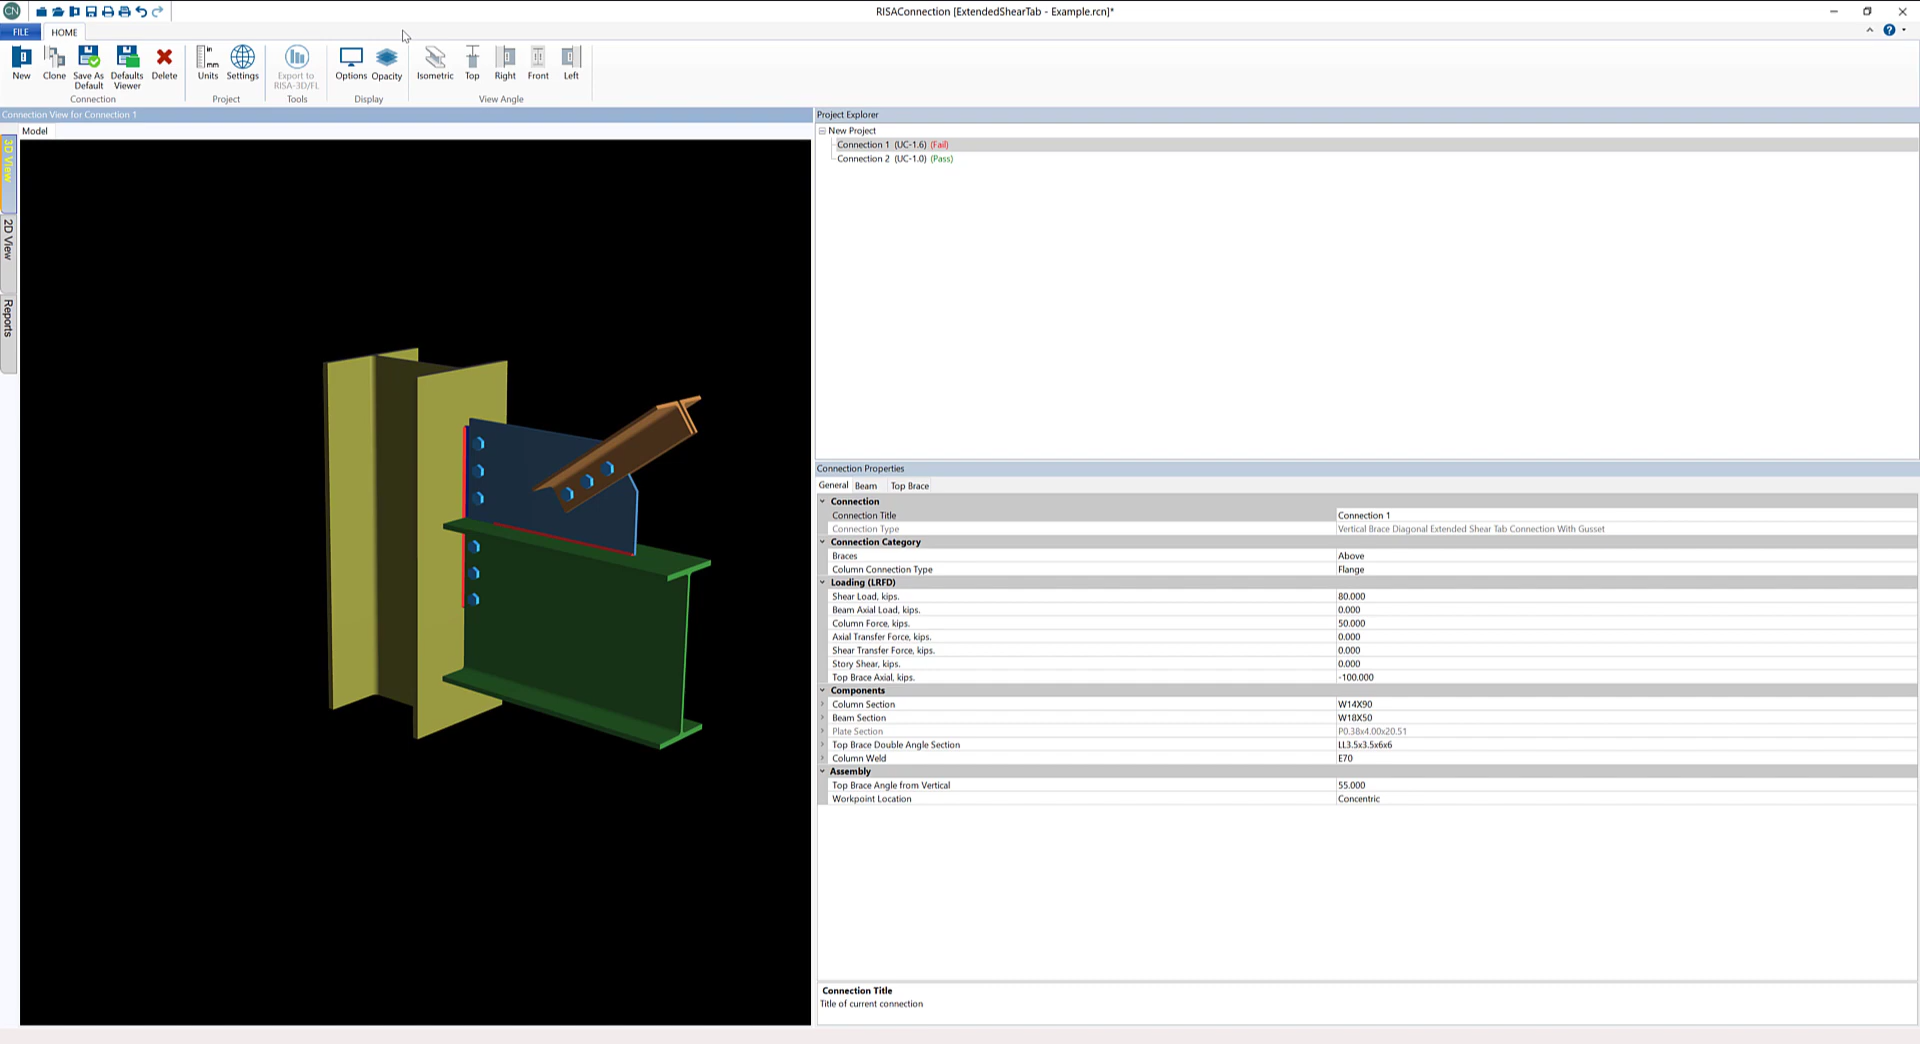 CN
RISAConnection [ExtendedShearTab - Example.rcn]*
FILE
HOME
New
Clone
Save As Default
Defaults Viewer
Delete
in
mm
Units
Settings
Export to RISA-3D/FL
Options
Opacity
Isometric
Top
Right
Front
Left
Connection
Project
Tools
Display
View Angle
Connection View for Connection 1
Model
3D View
2D View
Reports
Project Explorer
New Project
Connection 1 (UC-1.6) (Fail)
Connection 2 (UC-1.0) (Pass)
Connection Properties
General Beam Top Brace
Connection
Connection Title Connection 1
Connection Type Vertical Brace Diagonal Extended Shear Tab Connection With Gusset
Connection Category
Braces Above
Column Connection Type Flange
Loading (LRFD)
Shear Load, kips. 80.000
Beam Axial Load, kips. 0.000
Column Force, kips. 50.000
Axial Transfer Force, kips. 0.000
Shear Transfer Force, kips. 0.000
Story Shear, kips. 0.000
Top Brace Axial, kips. -100.000
Components
Column Section W14X90
Beam Section W18X50
Plate Section P0.38x4.00x20.51
Top Brace Double Angle Section LL3.5x3.5x6x6
Column Weld E70
Assembly
Top Brace Angle from Vertical 55.000
Workpoint Location Concentric
Connection Title
Title of current connection